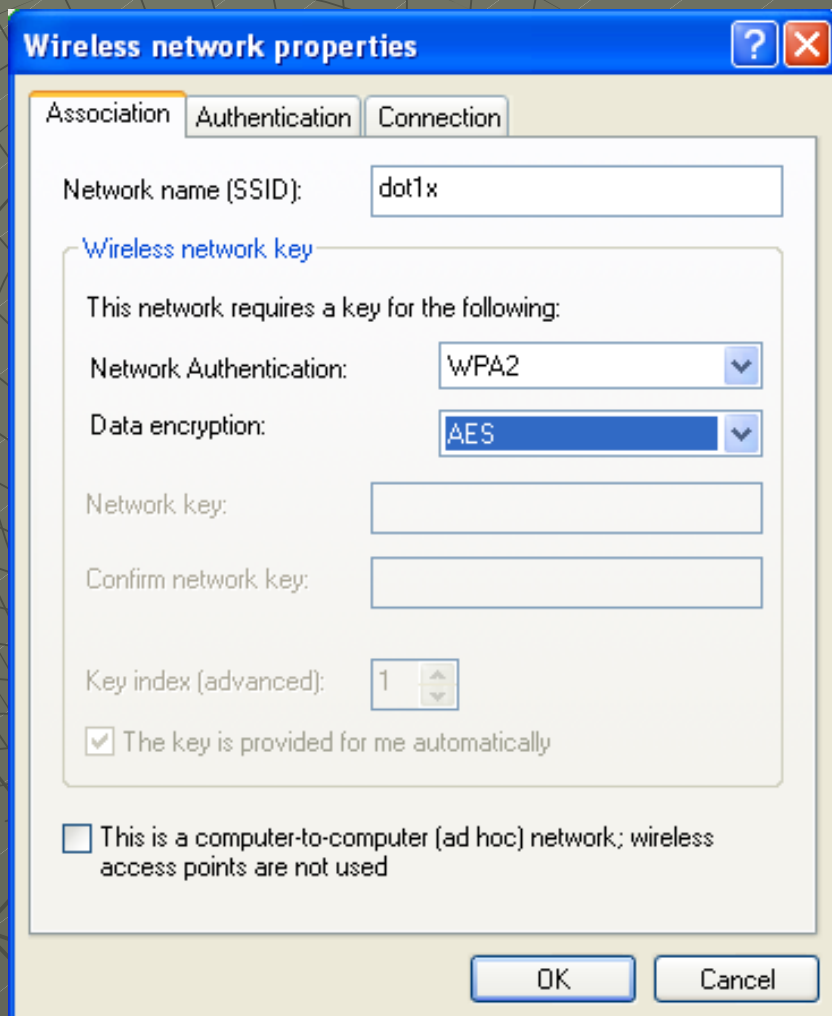 Wireless network properties
Association Authentication Connection
Network name (SSID): dot1x
Wireless network key
This network requires a key for the following:
Network Authentication: WPA2
Data encryption: AES
Network key:
Confirm network key:
Key index (advanced): 1
The key is provided for me automatically
This is a computer-to-computer (ad hoc) network; wireless
access points are not used
OK Cancel